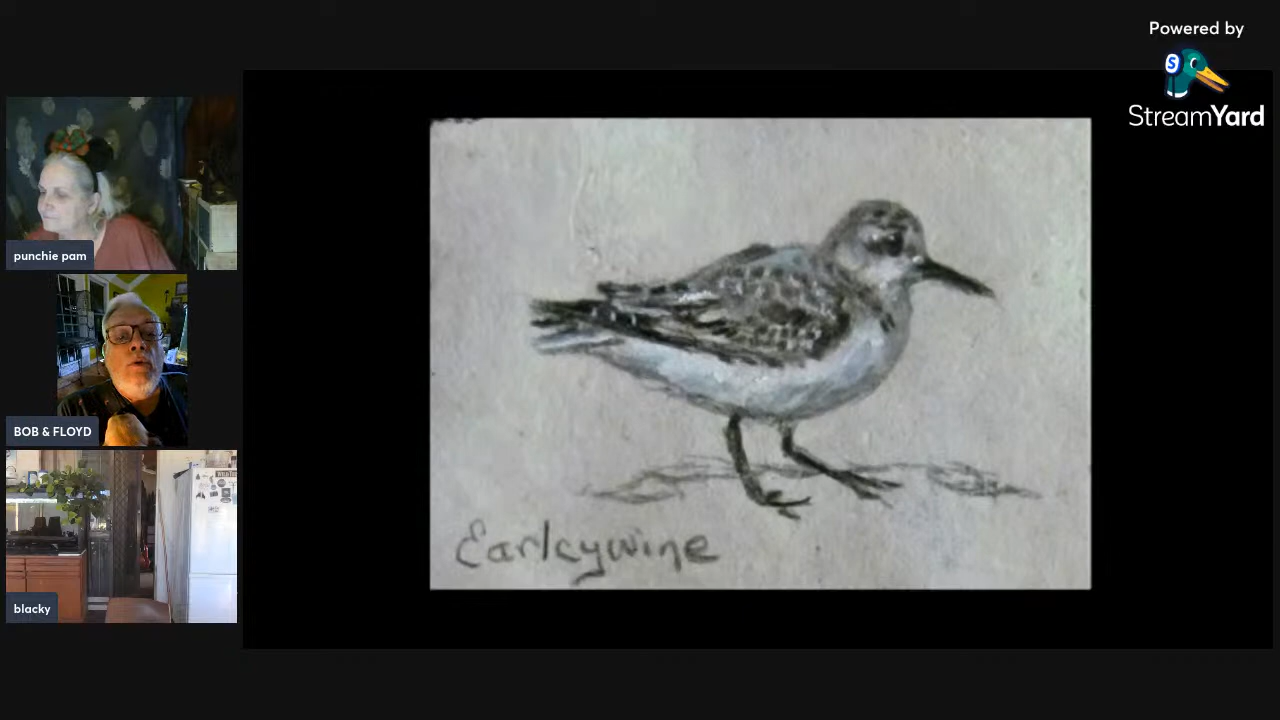 Powered by
S
StreamYard
punchie pam
BOB & FLOYD
blacky
Earleywine